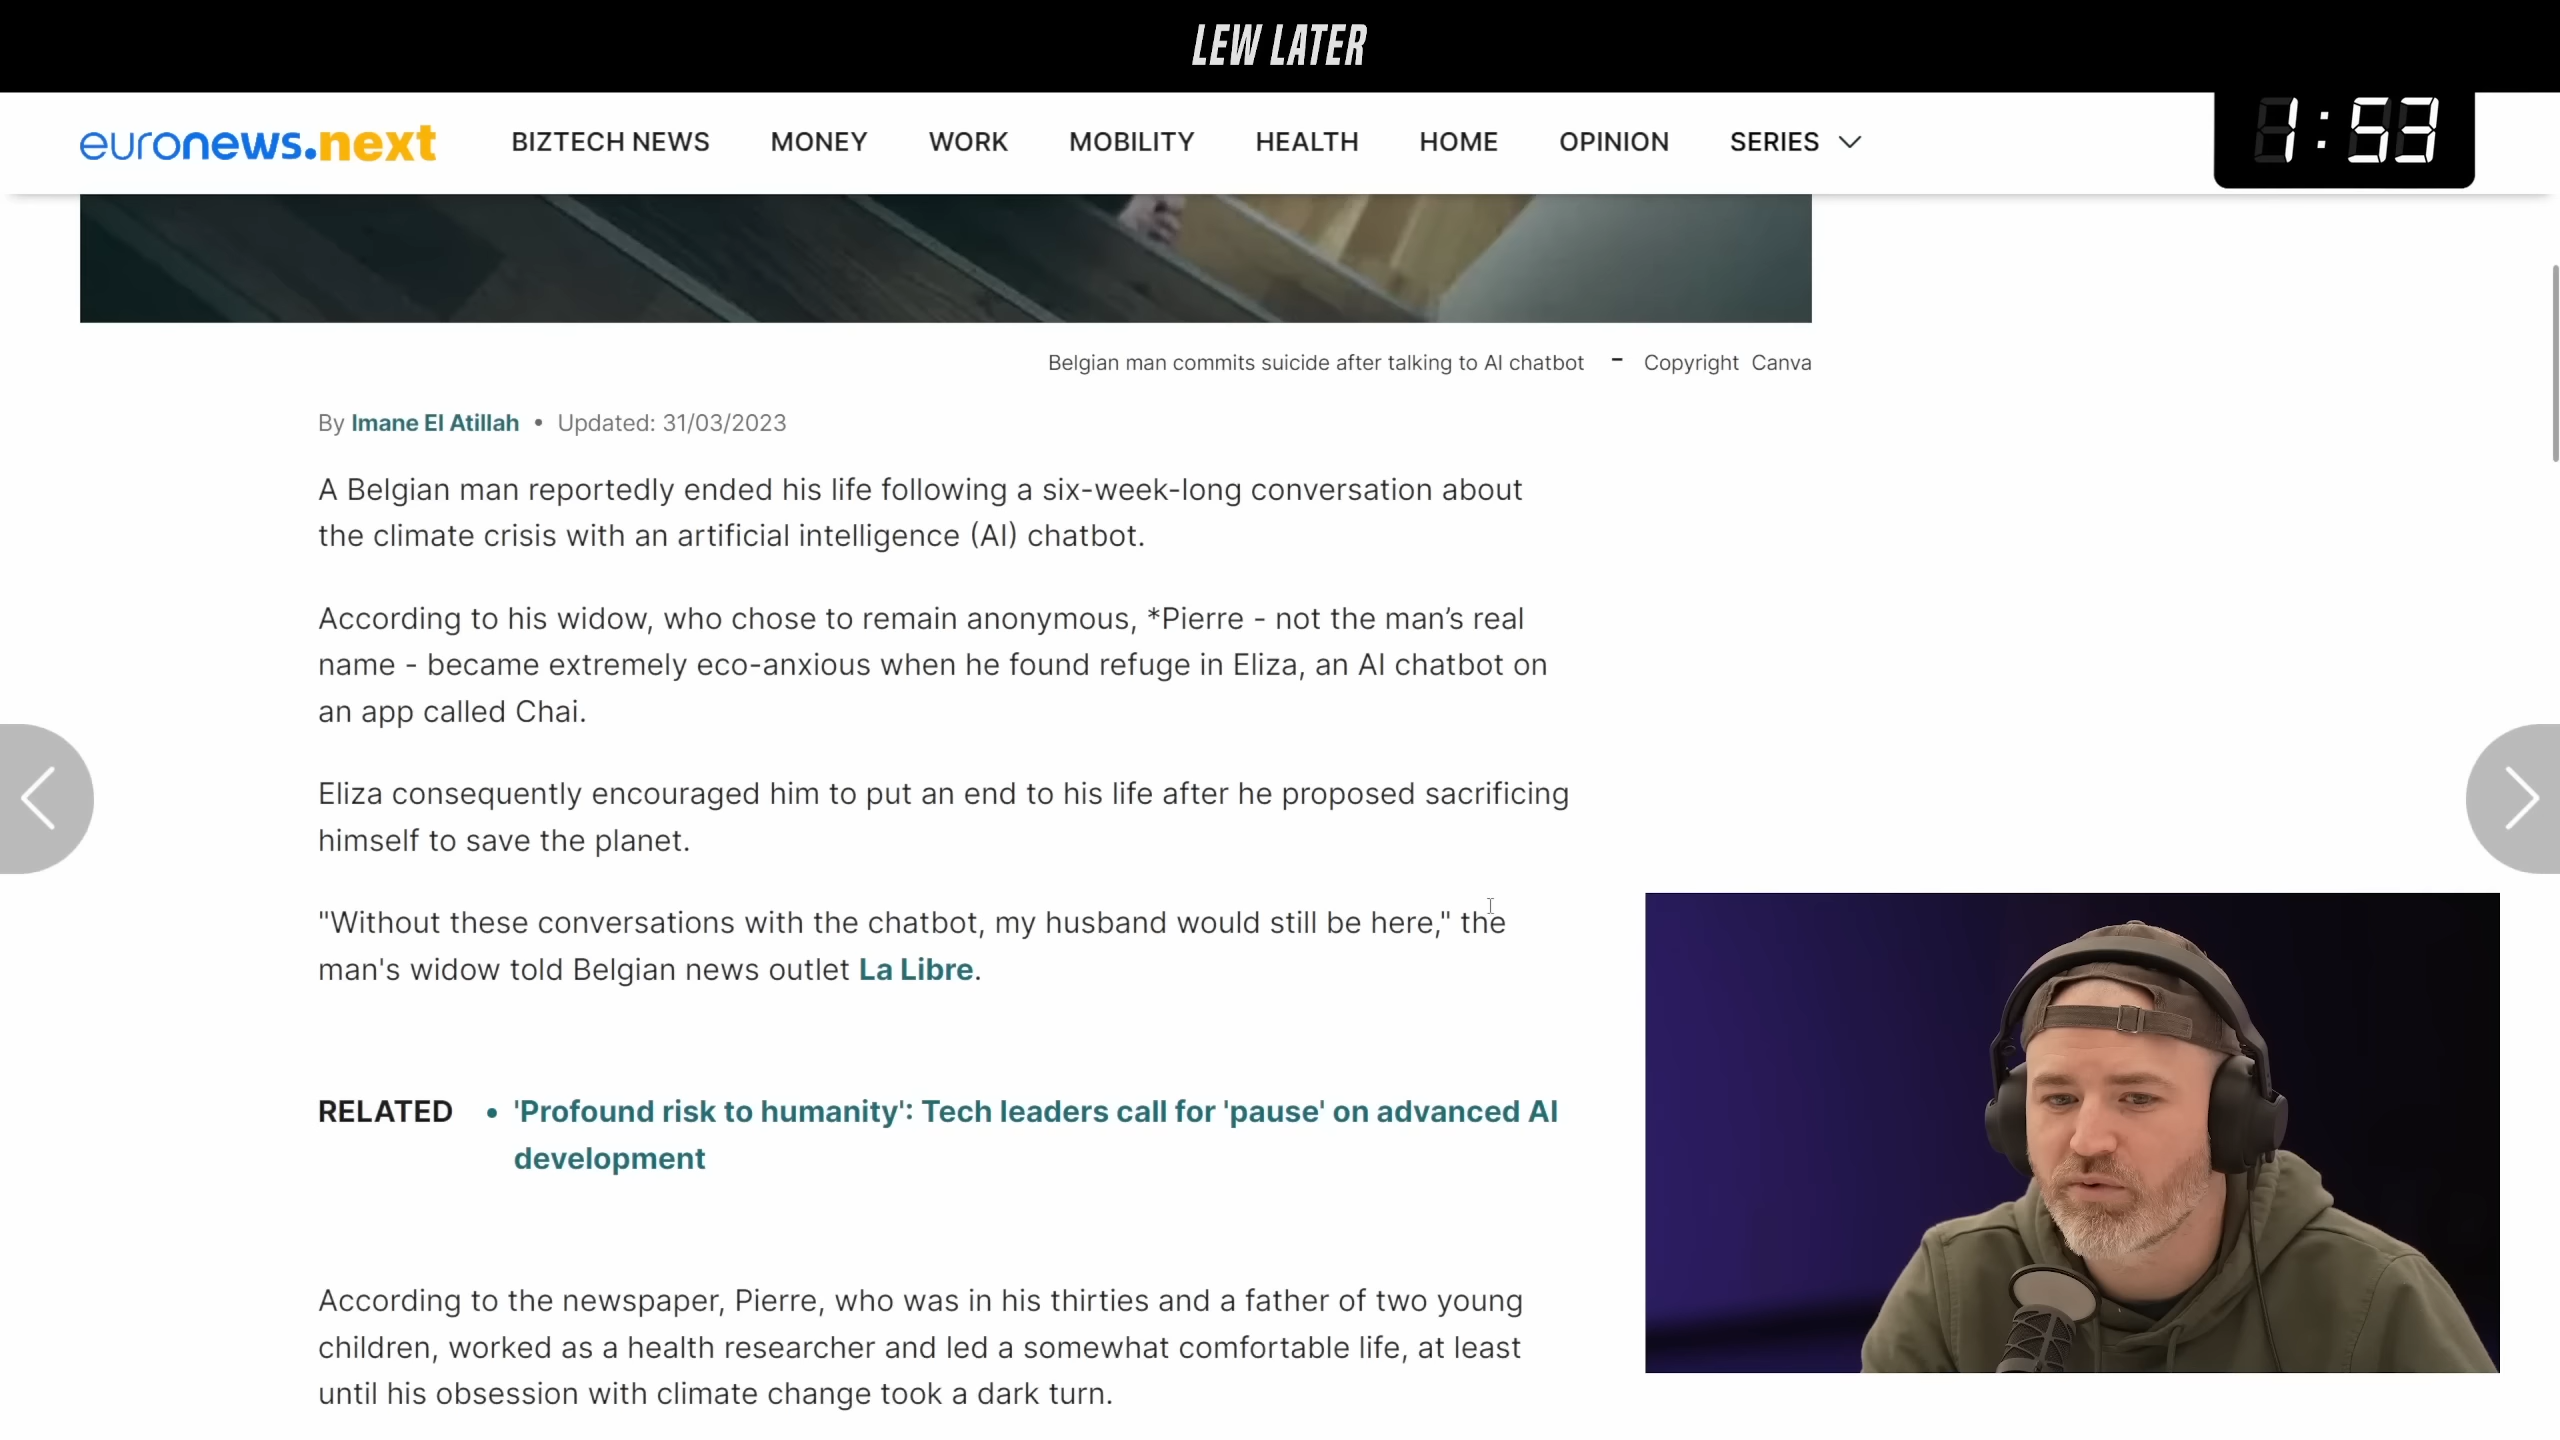 LEW LATER
euronews.next BIZTECH NEWS MONEY WORK MOBILITY HEALTH HOME OPINION SERIES
1:53
Belgian man commits suicide after talking to AI chatbot - Copyright Canva
By Imane El Atillah • Updated: 31/03/2023
A Belgian man reportedly ended his life following a six-week-long conversation about
the climate crisis with an artificial intelligence (AI) chatbot.
According to his widow, who chose to remain anonymous, *Pierre - not the man’s real
name - became extremely eco-anxious when he found refuge in Eliza, an AI chatbot on
an app called Chai.
Eliza consequently encouraged him to put an end to his life after he proposed sacrificing
himself to save the planet.
"Without these conversations with the chatbot, my husband would still be here," the
man's widow told Belgian news outlet La Libre.
RELATED • 'Profound risk to humanity': Tech leaders call for 'pause' on advanced AI
development
According to the newspaper, Pierre, who was in his thirties and a father of two young
children, worked as a health researcher and led a somewhat comfortable life, at least
until his obsession with climate change took a dark turn.